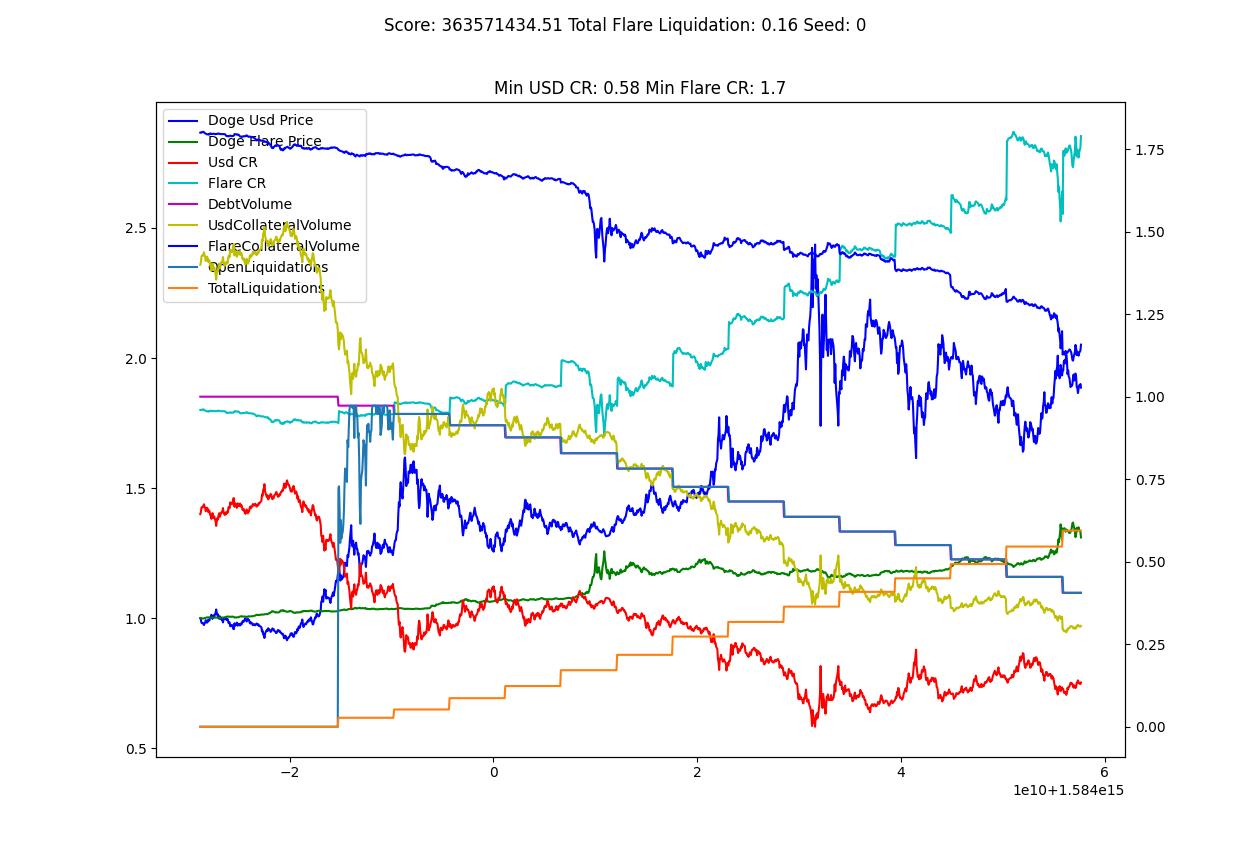 Score: 363571434.51 Total Flare Liquidation: 0.16 Seed: 0
Min USD CR: 0.58 Min Flare CR: 1.7
Doge Usd Price
Doge Flare Price
Usd CR
Flare CR
DebtVolume
UsdCollateralVolume
FlareCollateralVolume
OpenLiquidations
TotalLiquidations
2.5
2.0
1.5
1.0
0.5
1.75
1.50
1.25
1.00
0.75
0.50
0.25
0.00
−2
0
2
4
6
1e10+1.584e15